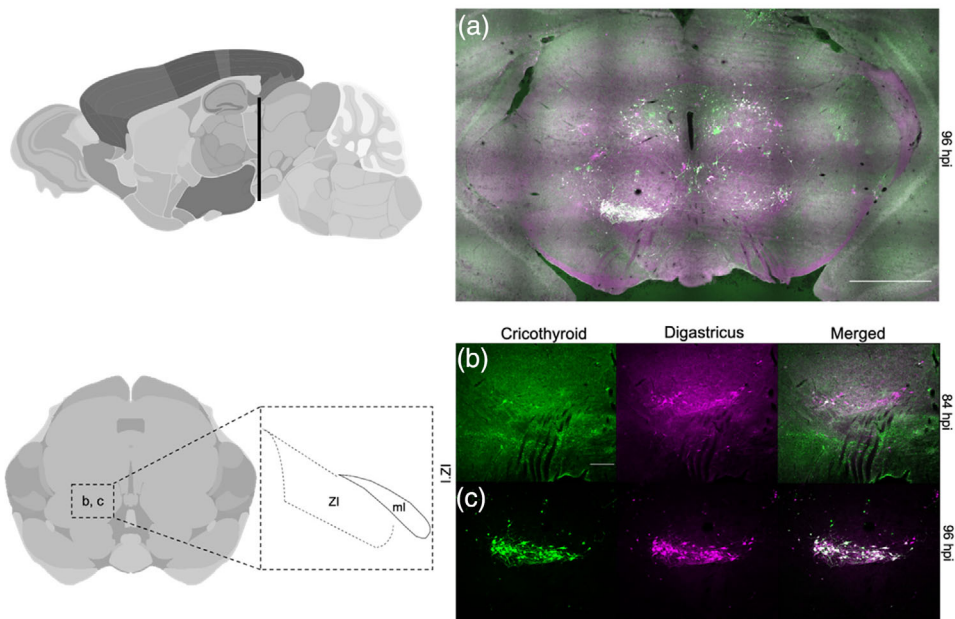 (a)
96 hpi
Cricothyroid
Digastricus
Merged
(b)
84 hpi
(c)
96 hpi
b, c
ZI
ml
l.ZI